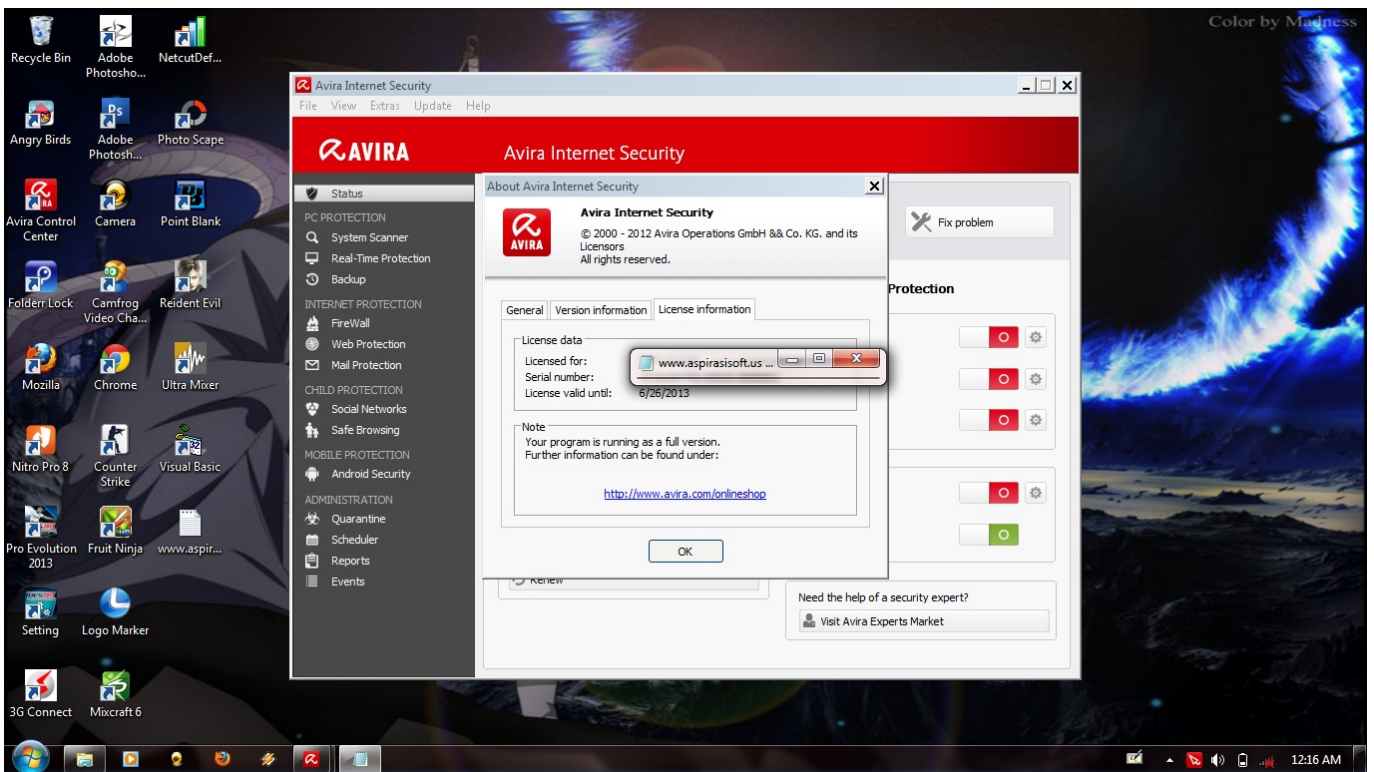 Color by Madness
Recycle Bin
Adobe
Photosho...
NetcutDef...
Angry Birds
Adobe
Photosh...
Photo Scape
Avira Control
Center
Camera
Point Blank
Folderr Lock
Camfrog
Video Cha...
Reident Evil
Mozilla
Chrome
Ultra Mixer
Nitro Pro 8
Counter
Strike
Visual Basic
Pro Evolution
2013
Fruit Ninja
www.aspir...
Setting
Logo Marker
3G Connect
Mixcraft 6
Avira Internet Security
File View Extras Update Help
AVIRA
Avira Internet Security
Status
PC PROTECTION
System Scanner
Real-Time Protection
Backup
INTERNET PROTECTION
FireWall
Web Protection
Mail Protection
CHILD PROTECTION
Social Networks
Safe Browsing
MOBILE PROTECTION
Android Security
ADMINISTRATION
Quarantine
Scheduler
Reports
Events
About Avira Internet Security
AVIRA
Avira Internet Security
© 2000 - 2012 Avira Operations GmbH && Co. KG. and its
Licensors
All rights reserved.
General Version information License information
License data
Licensed for:
Serial number:
License valid until: 6/26/2013
www.aspirasisoft.us ...
Note
Your program is running as a full version.
Further information can be found under:
http://www.avira.com/onlineshop
OK
Fix problem
Protection
Renew
Need the help of a security expert?
Visit Avira Experts Market
12:16 AM